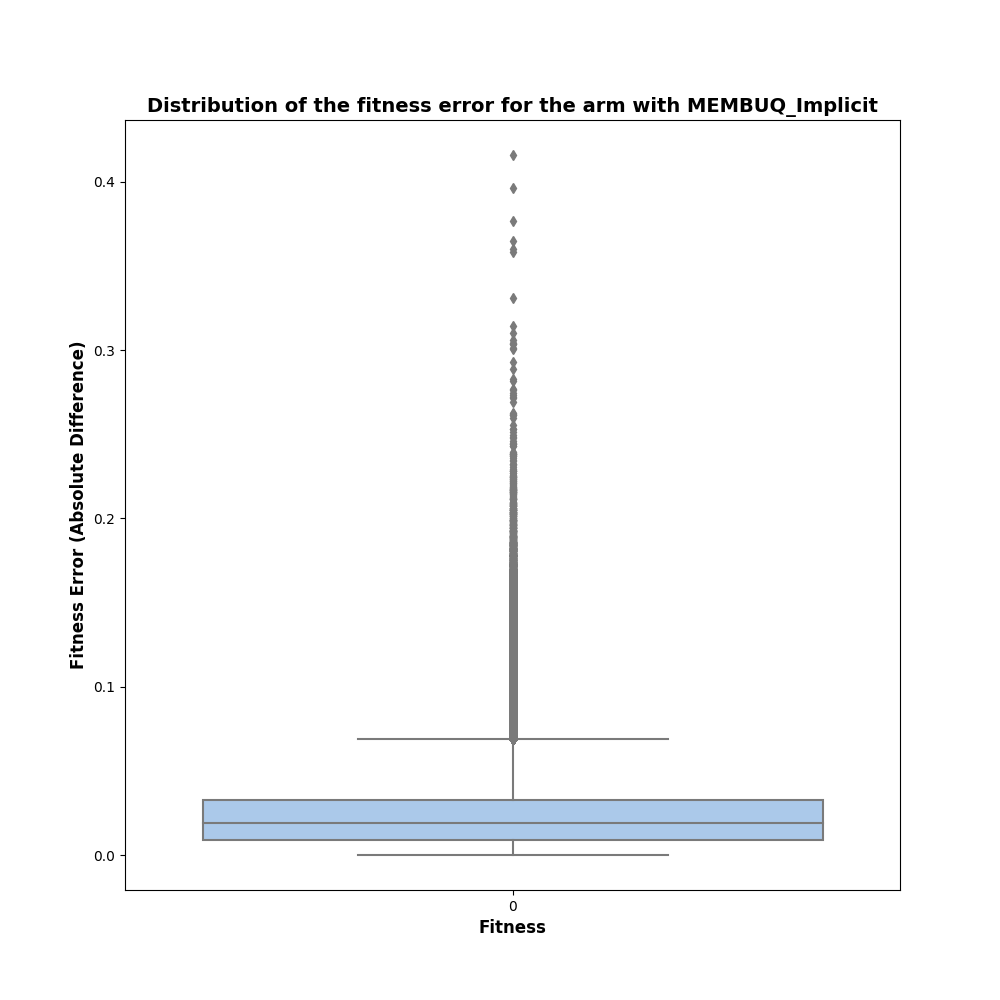 Distribution of the fitness error for the arm with MEMBUQ_Implicit
0.4
0.3
0.2
0.1
0.0
Fitness Error (Absolute Difference)
0
Fitness